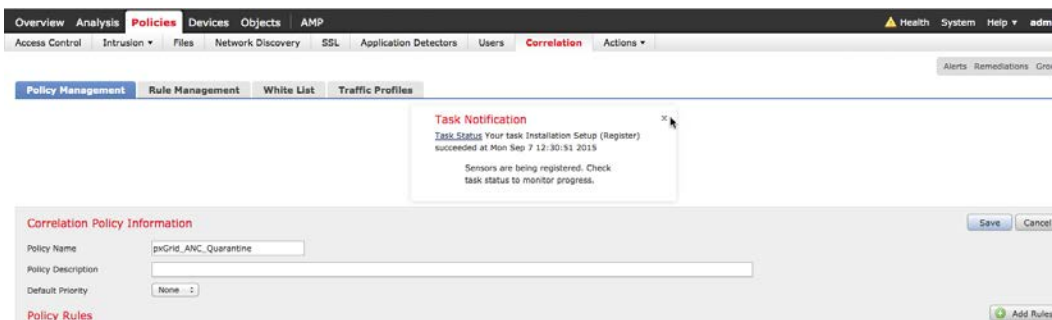 Overview Analysis Policies Devices Objects AMP Health System Help ▾ adm
Access Control Intrusion ▾ Files Network Discovery SSL Application Detectors Users Correlation Actions ▾
Alerts Remediations Gro
Policy Management Rule Management White List Traffic Profiles
Task Notification x
Task Status Your task Installation Setup (Register)
succeeded at Mon Sep 7 12:30:51 2015
Sensors are being registered. Check
task status to monitor progress.
Correlation Policy Information Save Cancel
Policy Name pxGrid_ANC_Quarantine
Policy Description
Default Priority None
Policy Rules Add Rules